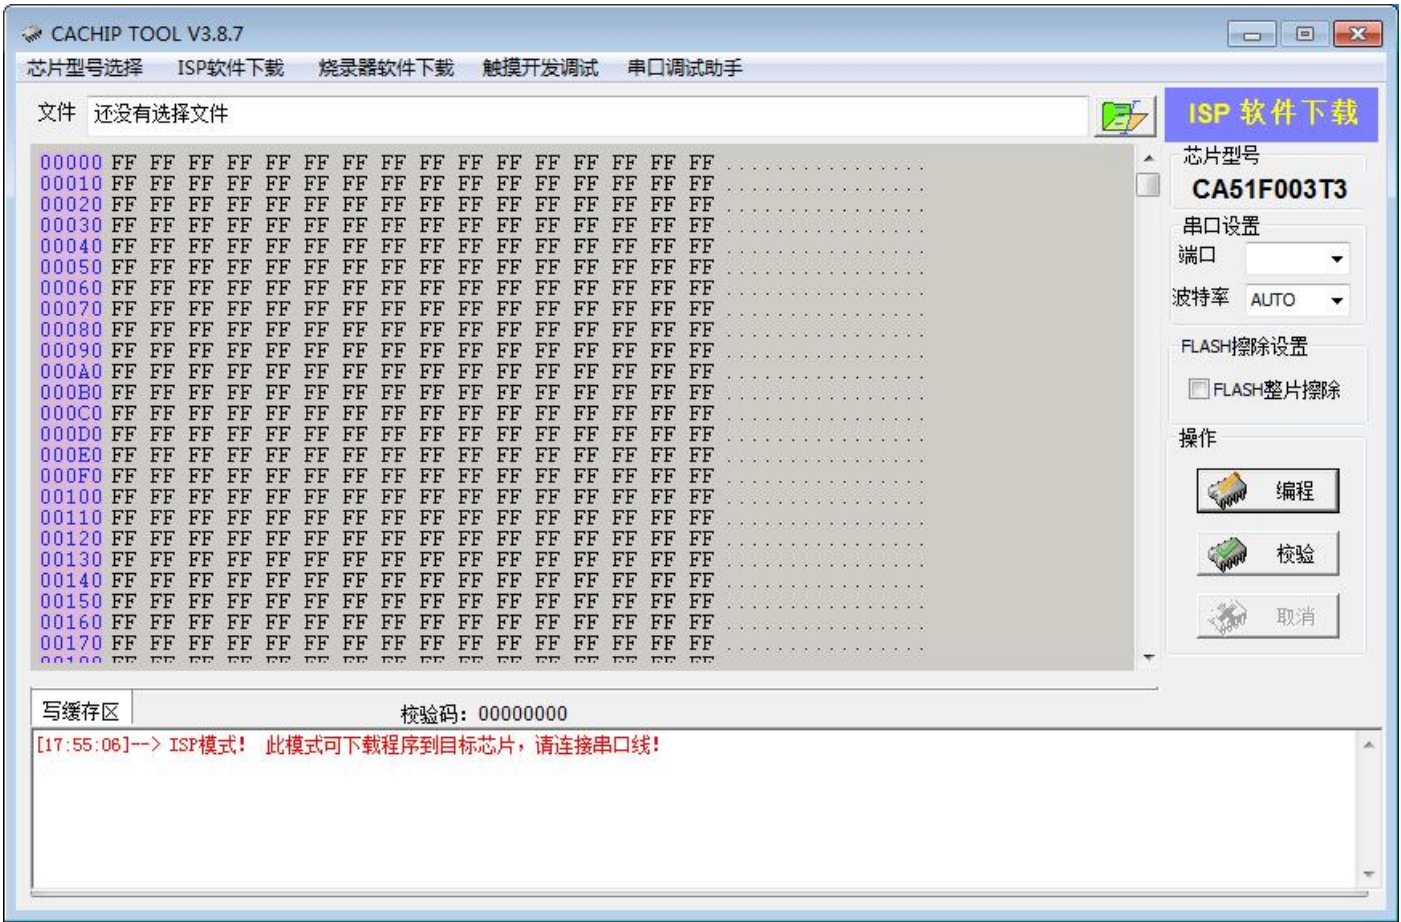 CACHIP TOOL V3.8.7
芯片型号选择 ISP软件下载 烧录器软件下载 触摸开发调试 串口调试助手
文件 还没有选择文件
ISP 软件下载
00000 FF FF FF FF FF FF FF FF FF FF FF FF FF FF FF FF ................
00010 FF FF FF FF FF FF FF FF FF FF FF FF FF FF FF FF ................
00020 FF FF FF FF FF FF FF FF FF FF FF FF FF FF FF FF ................
00030 FF FF FF FF FF FF FF FF FF FF FF FF FF FF FF FF ................
00040 FF FF FF FF FF FF FF FF FF FF FF FF FF FF FF FF ................
00050 FF FF FF FF FF FF FF FF FF FF FF FF FF FF FF FF ................
00060 FF FF FF FF FF FF FF FF FF FF FF FF FF FF FF FF ................
00070 FF FF FF FF FF FF FF FF FF FF FF FF FF FF FF FF ................
00080 FF FF FF FF FF FF FF FF FF FF FF FF FF FF FF FF ................
00090 FF FF FF FF FF FF FF FF FF FF FF FF FF FF FF FF ................
000A0 FF FF FF FF FF FF FF FF FF FF FF FF FF FF FF FF ................
000B0 FF FF FF FF FF FF FF FF FF FF FF FF FF FF FF FF ................
000C0 FF FF FF FF FF FF FF FF FF FF FF FF FF FF FF FF ................
000D0 FF FF FF FF FF FF FF FF FF FF FF FF FF FF FF FF ................
000E0 FF FF FF FF FF FF FF FF FF FF FF FF FF FF FF FF ................
000F0 FF FF FF FF FF FF FF FF FF FF FF FF FF FF FF FF ................
00100 FF FF FF FF FF FF FF FF FF FF FF FF FF FF FF FF ................
00110 FF FF FF FF FF FF FF FF FF FF FF FF FF FF FF FF ................
00120 FF FF FF FF FF FF FF FF FF FF FF FF FF FF FF FF ................
00130 FF FF FF FF FF FF FF FF FF FF FF FF FF FF FF FF ................
00140 FF FF FF FF FF FF FF FF FF FF FF FF FF FF FF FF ................
00150 FF FF FF FF FF FF FF FF FF FF FF FF FF FF FF FF ................
00160 FF FF FF FF FF FF FF FF FF FF FF FF FF FF FF FF ................
00170 FF FF FF FF FF FF FF FF FF FF FF FF FF FF FF FF ................
芯片型号
CA51F003T3
串口设置
端口
波特率 AUTO
FLASH擦除设置
FLASH整片擦除
操作
编程
校验
取消
写缓存区 校验码: 00000000
[17:55:06]--> ISP模式! 此模式可下载程序到目标芯片，请连接串口线!